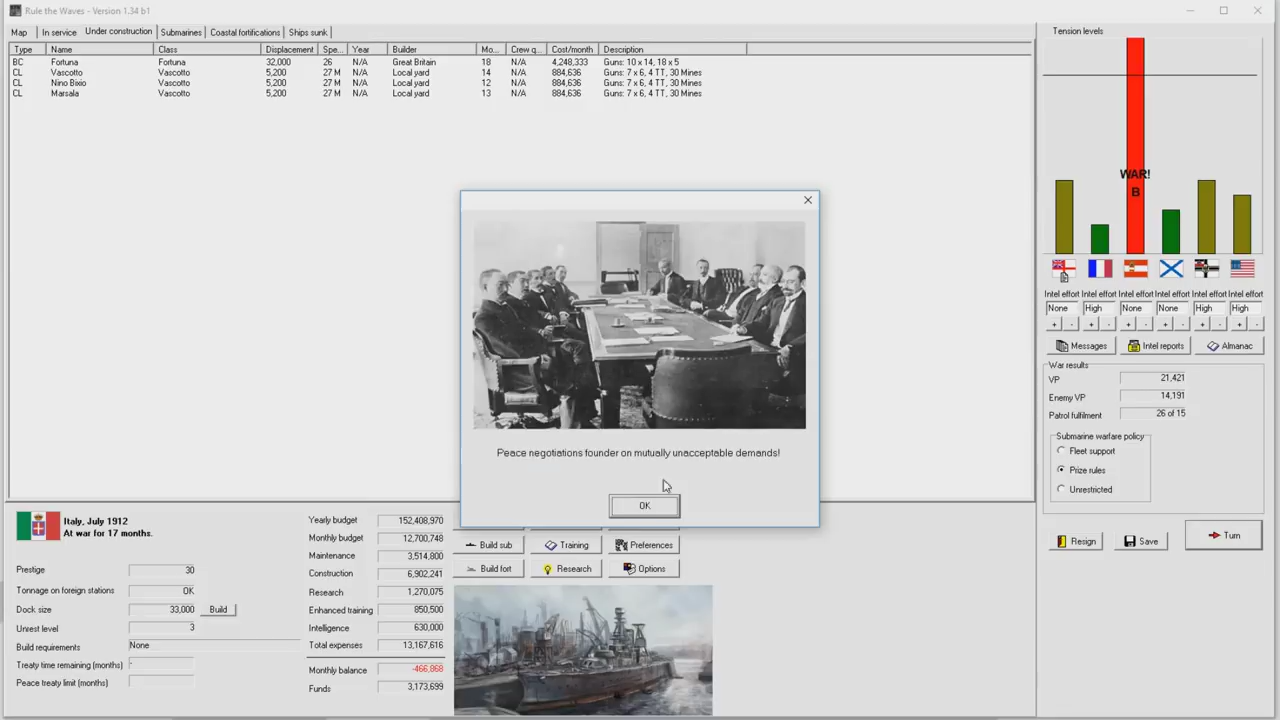 Rule the Waves - Version 1.34 b1
Map In service Under construction Submarines Coastal fortifications Ships sunk
Type Name Class Displacement Spe... Year Builder Mo... Crew q... Cost/month Description
BC Fortuna Fortuna 32,000 26 N/A Great Britain 18 N/A 4,248,333 Guns: 10 x 14, 18 x 5
CL Vascotto Vascotto 5,200 27 M N/A Local yard 14 N/A 884,636 Guns: 7 x 6, 4 TT, 30 Mines
CL Nino Bixio Vascotto 5,200 27 M N/A Local yard 12 N/A 884,636 Guns: 7 x 6, 4 TT, 30 Mines
CL Marsala Vascotto 5,200 27 M N/A Local yard 13 N/A 884,636 Guns: 7 x 6, 4 TT, 30 Mines
Peace negotiations founder on mutually unacceptable demands!
OK
Tension levels
WAR!
B
Intel effort Intel effort Intel effort Intel effort Intel effort Intel effort
None High None None High High
+ - + - + - + - + - + -
Messages Intel reports Almanac
War results
VP 21,421
Enemy VP 14,191
Patrol fulfilment 26 of 15
Submarine warfare policy
Fleet support
Prize rules
Unrestricted
Resign Save Turn
Italy, July 1912
At war for 17 months.
Prestige 30
Tonnage on foreign stations OK
Dock size 33,000 Build
Unrest level 3
Build requirements None
Treaty time remaining (months) -
Peace treaty limit (months)
Yearly budget 152,408,970
Monthly budget 12,700,748
Maintenance 3,514,800
Construction 6,902,241
Research 1,270,075
Enhanced training 850,500
Intelligence 630,000
Total expenses 13,167,616
Monthly balance -466,868
Funds 3,173,699
Build sub Training Preferences
Build fort Research Options